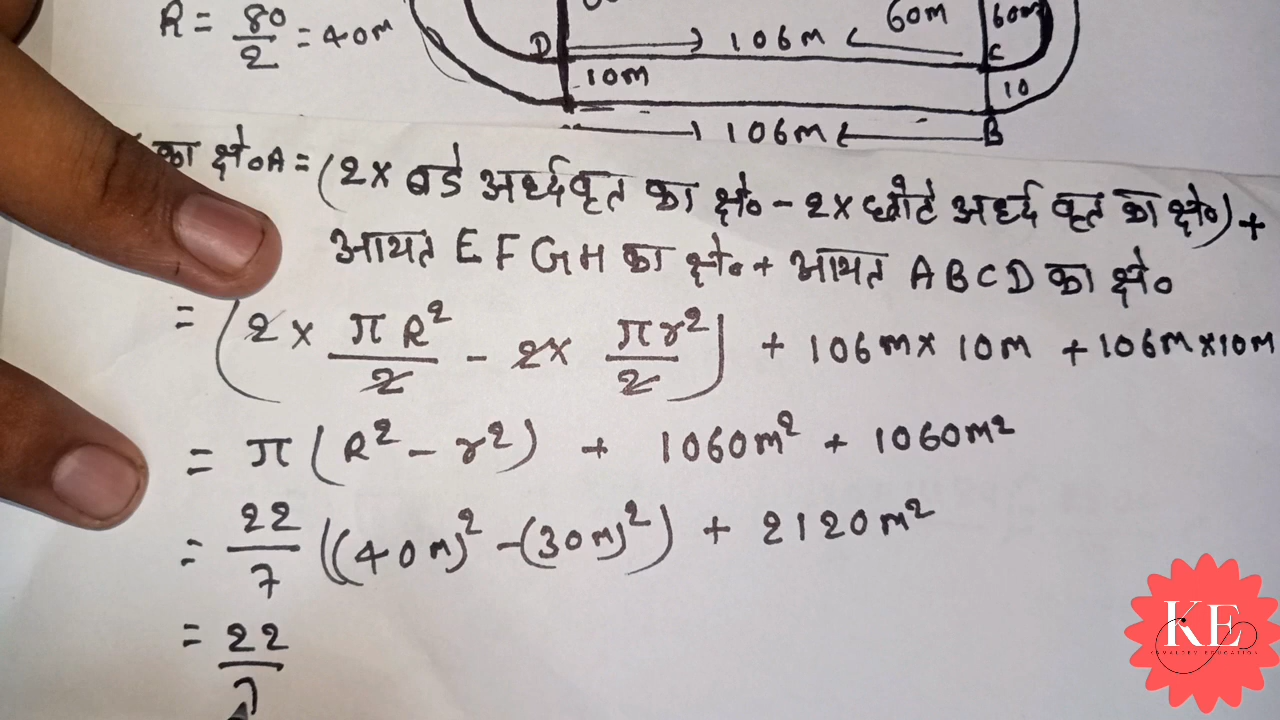 R = 80/2 = 40m
60m 60m
D 106m C
10m 10
106m B
का क्षे०A = (2× बडे अर्ध्दवृत का क्षे० - 2× छोटे अर्ध्द वृत का क्षे०) +
आयत EFGH का क्षे० + आयत ABCD का क्षे०
= (2 × πR²/2 - 2× πr²/2) + 106m × 10m + 106m×10m
= π(R² - r²) + 1060m² + 1060m²
= 22/7 ((40m)² - (30m)²) + 2120m²
= 22/7
KE